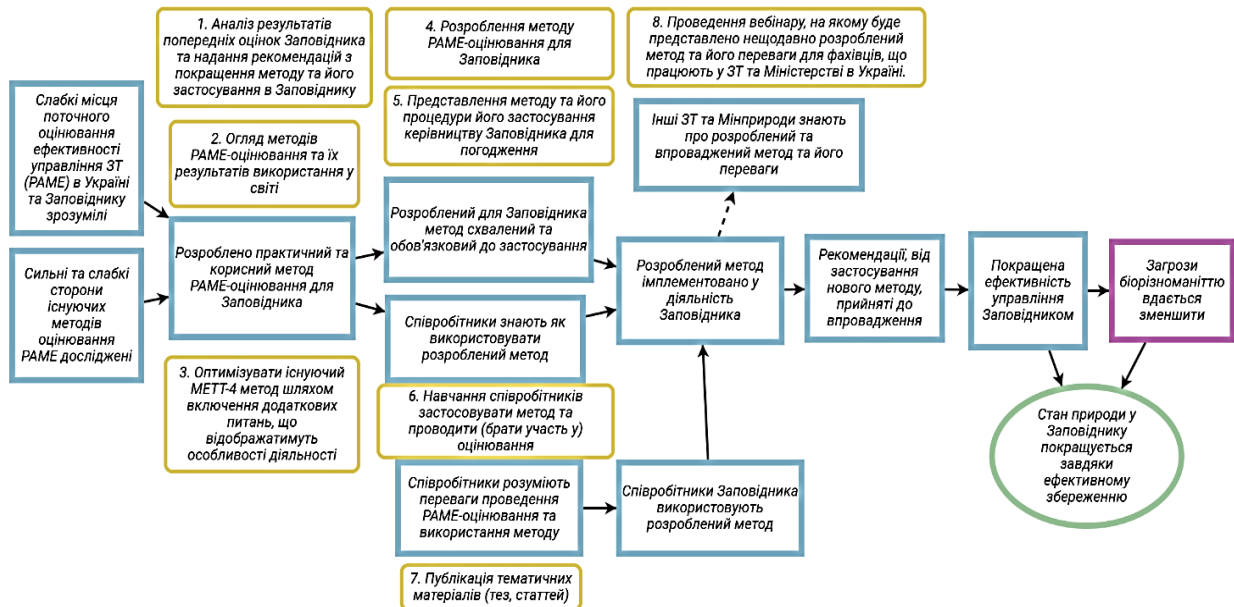 1. Аналіз результатів
попередніх оцінок Заповідника
та надання рекомендацій з
покращення методу та його
застосування в Заповіднику
4. Розроблення методу
PAME-оцінювання для
Заповідника
8. Проведення вебінару, на якому буде
представлено нещодавно розроблений
метод та його переваги для фахівців, що
працюють у ЗТ та Міністерстві в Україні.
Слабкі місця
поточного оцінювання
ефективності
управління ЗТ
(PAME) в Україні
та Заповіднику
зрозумілі
2. Огляд методів
PAME-оцінювання та їх
результатів використання у
світі
5. Представлення методу та його
процедури його застосування
керівництву Заповідника для
погодження
Інші ЗТ та Мінприроди знають
про розроблений та
впроваджений метод та його
переваги
Сильні та слабкі
сторони
існуючих методів
оцінювання
PAME досліджені
Розроблено практичний та
корисний метод
PAME-оцінювання для
Заповідника
Розроблений для Заповідника
метод схвалений та
обов'язковий до застосування
Співробітники знають як
використовувати
розроблений метод
Розроблений метод
імплементовано у
діяльність
Заповідника
Рекомендації, від
застосування
нового методу,
прийняті до
впровадження
Покращена
ефективність
управління
Заповідником
Загрози
біорізноманіттю
вдається
зменшити
3. Оптимізувати існуючий
METT-4 метод шляхом
включення додаткових
питань, що
відображатимуть
особливості діяльності
6. Навчання співробітників
застосовувати метод та
проводити (брати участь у)
оцінювання
Стан природи у
Заповіднику
покращується
завдяки
ефективному
збереженню
Співробітники розуміють
переваги проведення
PAME-оцінювання та
використання методу
Співробітники Заповідника
використовують
розроблений метод
7. Публікація тематичних
матеріалів (тез, статтей)